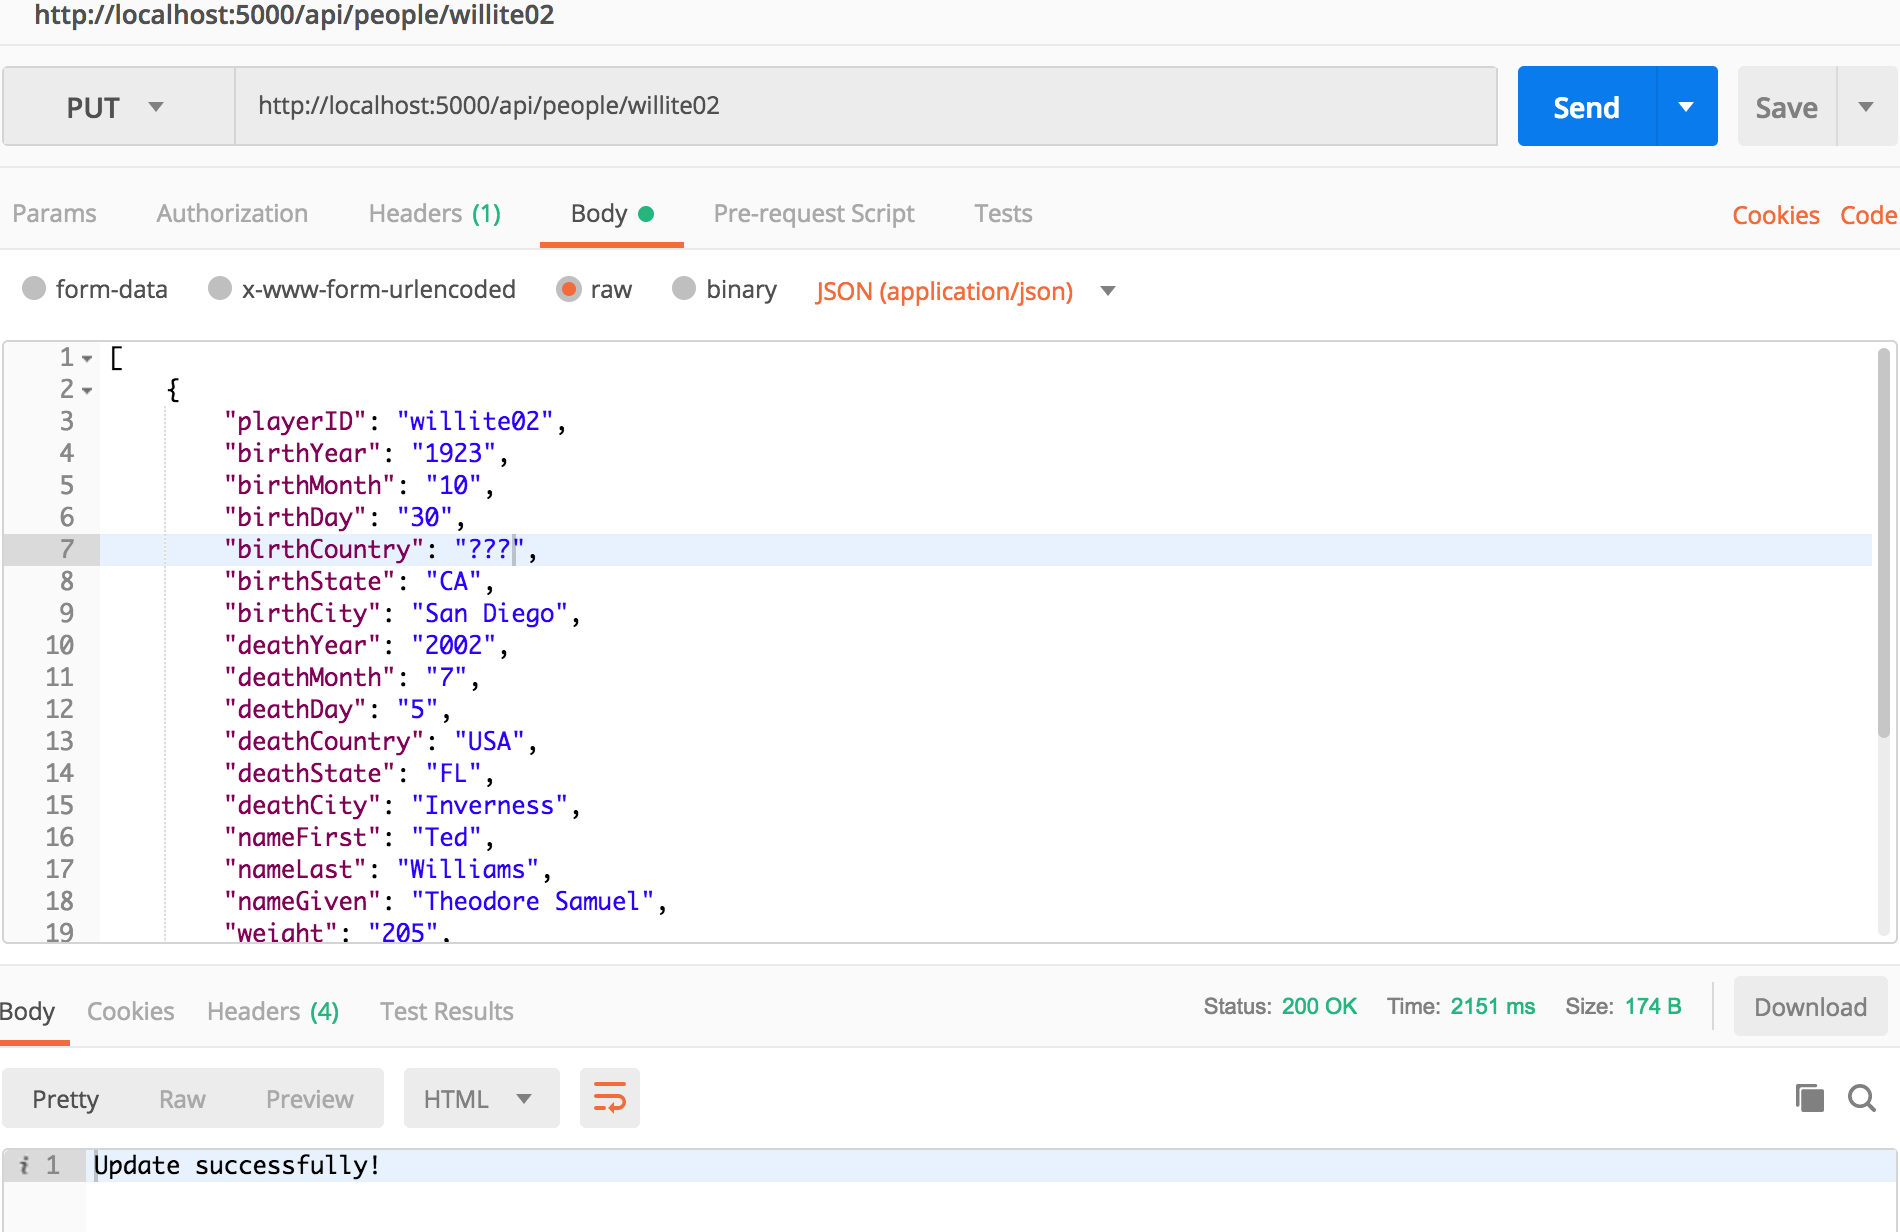 http://localhost:5000/api/people/willite02
PUT http://localhost:5000/api/people/willite02 Send Save
Params Authorization Headers (1) Body Pre-request Script Tests Cookies Code
form-data x-www-form-urlencoded raw binary JSON (application/json)
1 [
2 {
3 "playerID": "willite02",
4 "birthYear": "1923",
5 "birthMonth": "10",
6 "birthDay": "30",
7 "birthCountry": "???",
8 "birthState": "CA",
9 "birthCity": "San Diego",
10 "deathYear": "2002",
11 "deathMonth": "7",
12 "deathDay": "5",
13 "deathCountry": "USA",
14 "deathState": "FL",
15 "deathCity": "Inverness",
16 "nameFirst": "Ted",
17 "nameLast": "Williams",
18 "nameGiven": "Theodore Samuel",
19 "weight": "205",
Body Cookies Headers (4) Test Results Status: 200 OK Time: 2151 ms Size: 174 B Download
Pretty Raw Preview HTML
i 1 Update successfully!